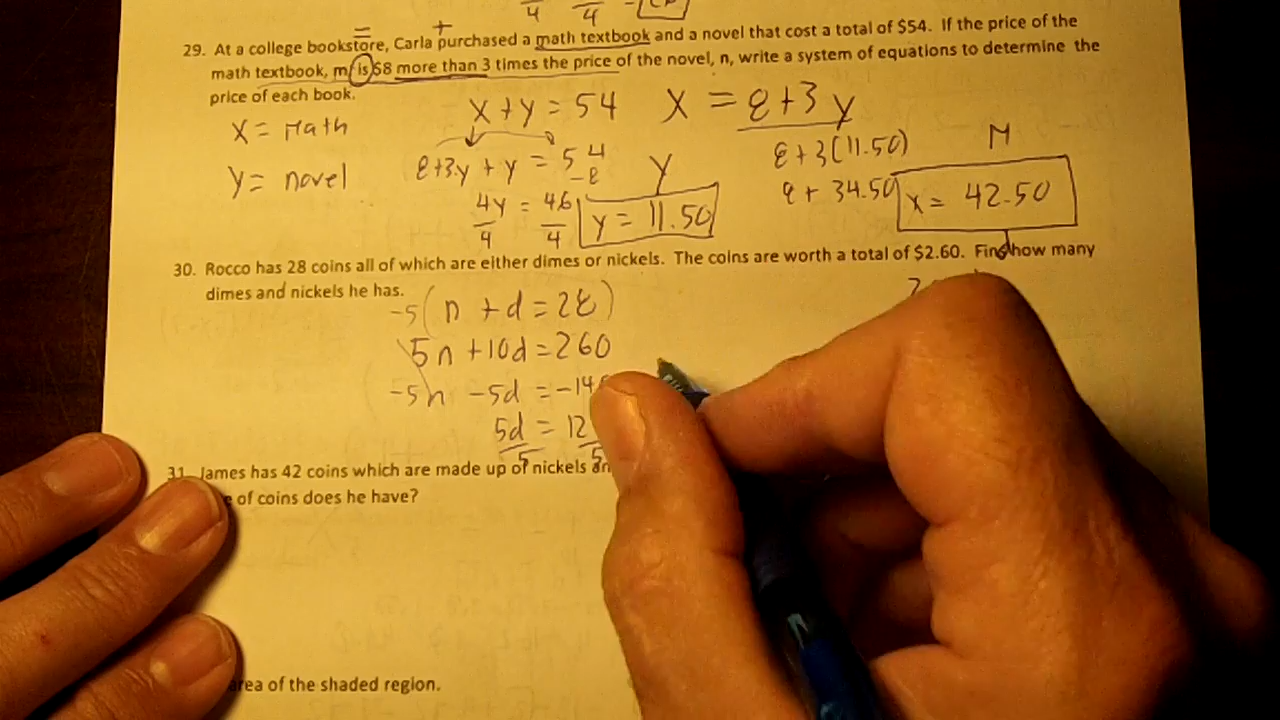 4 4
29. At a college bookstore, Carla purchased a math textbook and a novel that cost a total of $54. If the price of the
math textbook, m, is $8 more than 3 times the price of the novel, n, write a system of equations to determine the
price of each book.
x + y = 54 x = 8+3y
x = Math
8+3y + y = 54
-8
y = novel
4y = 46
4 4
y
y = 11.50
8+3(11.50)
8 + 34.50
M
x = 42.50
30. Rocco has 28 coins all of which are either dimes or nickels. The coins are worth a total of $2.60. Find how many
dimes and nickels he has.
-5(n + d = 28)
5n + 10d = 260
-5n - 5d = -14
5d = 12
5 5
31. James has 42 coins which are made up of nickels
of coins does he have?
area of the shaded region.